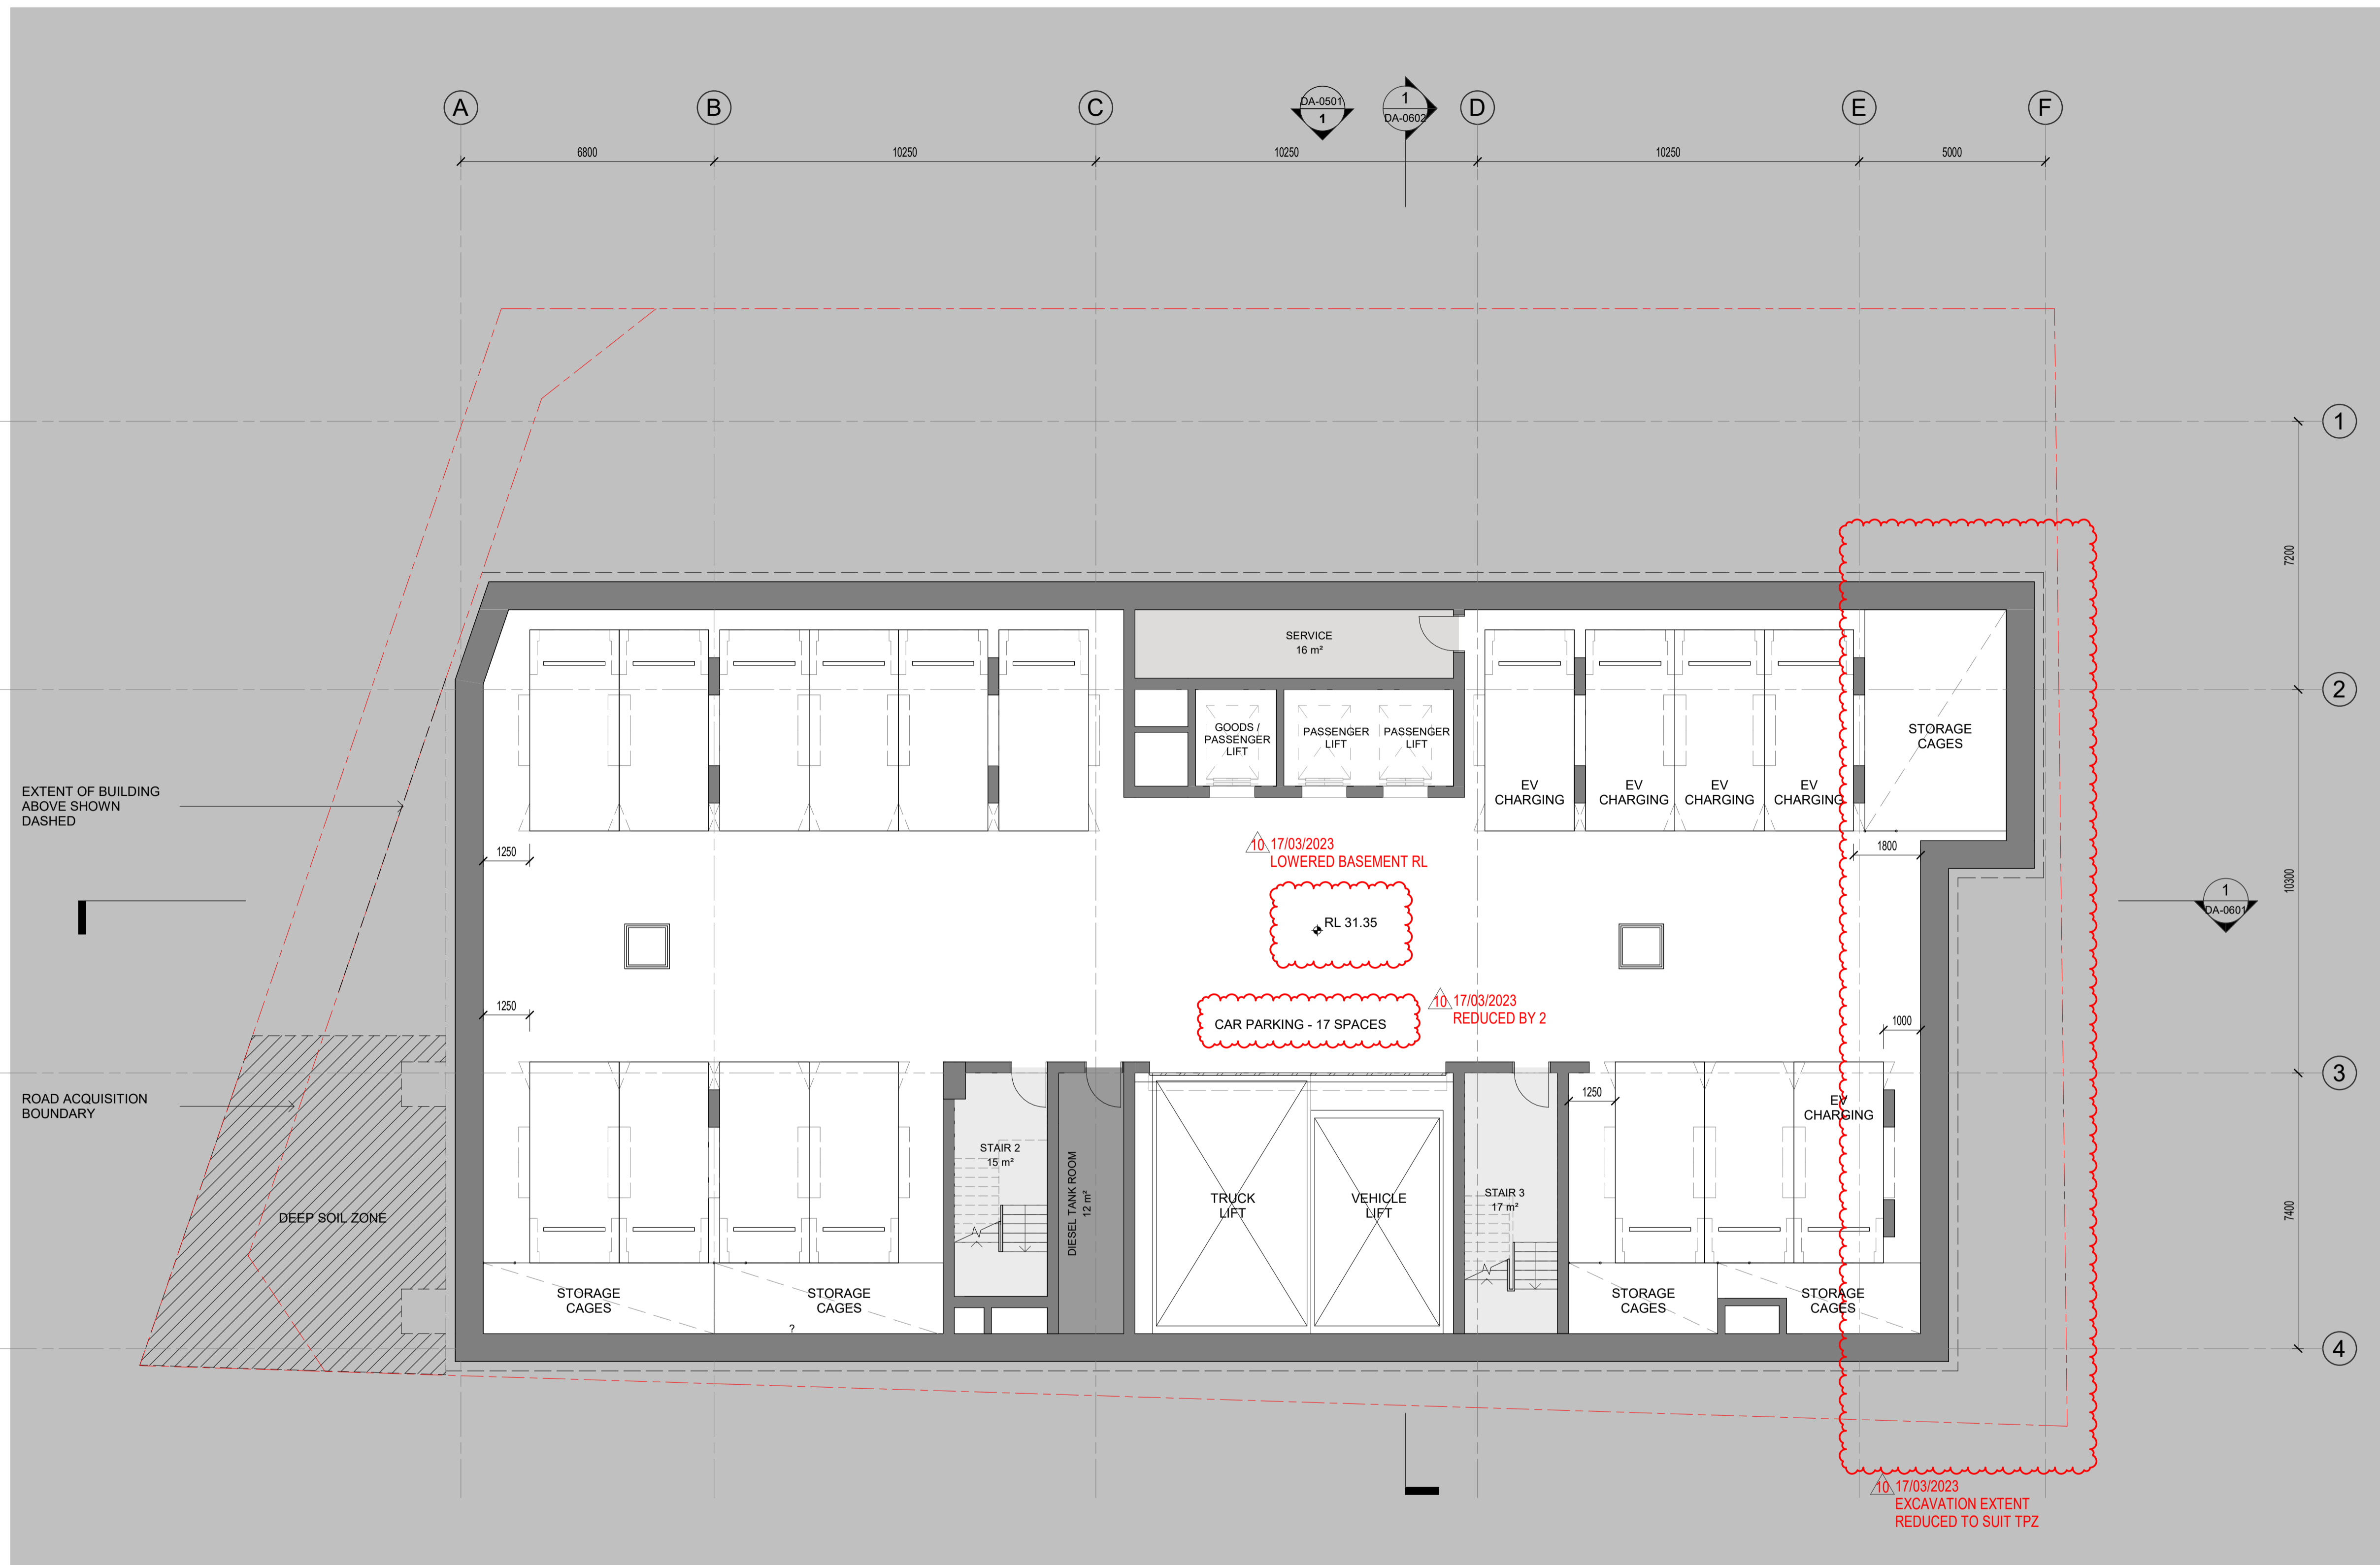 A
B
C
DA-0501
1
1
DA-0602
D
E
F
6800
10250
10250
10250
5000
1
7200
SERVICE
16 m²
2
GOODS /
PASSENGER
LIFT
PASSENGER
LIFT
PASSENGER
LIFT
STORAGE
CAGES
EV
CHARGING
EV
CHARGING
EV
CHARGING
EV
CHARGING
EXTENT OF BUILDING
ABOVE SHOWN
DASHED
1250
10 17/03/2023
LOWERED BASEMENT RL
1800
10300
RL 31.35
1
DA-0601
1250
10 17/03/2023
REDUCED BY 2
CAR PARKING - 17 SPACES
1000
3
ROAD ACQUISITION
BOUNDARY
1250
EV
CHARGING
STAIR 2
15 m²
DIESEL TANK ROOM
12 m²
TRUCK
LIFT
VEHICLE
LIFT
STAIR 3
17 m²
7400
DEEP SOIL ZONE
STORAGE
CAGES
STORAGE
CAGES
?
STORAGE
CAGES
STORAGE
CAGES
4
10 17/03/2023
EXCAVATION EXTENT
REDUCED TO SUIT TPZ